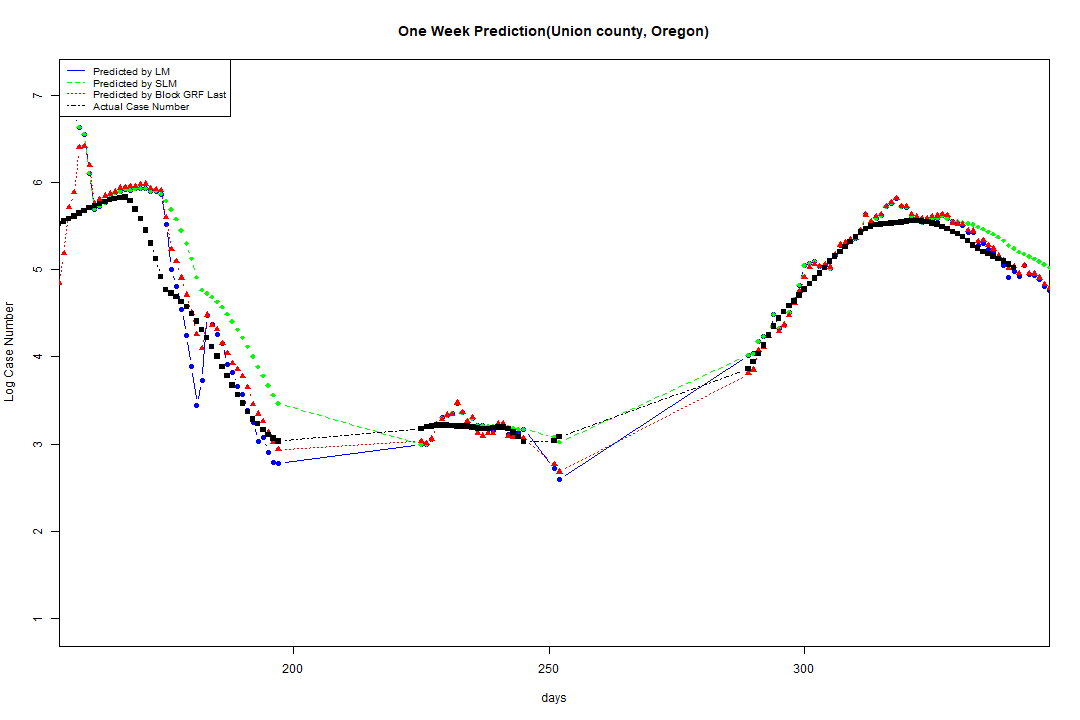 One Week Prediction(Union county, Oregon)
Predicted by LM
Predicted by SLM
Predicted by Block GRF Last
Actual Case Number
7
6
5
4
3
2
1
Log Case Number
200
250
300
days